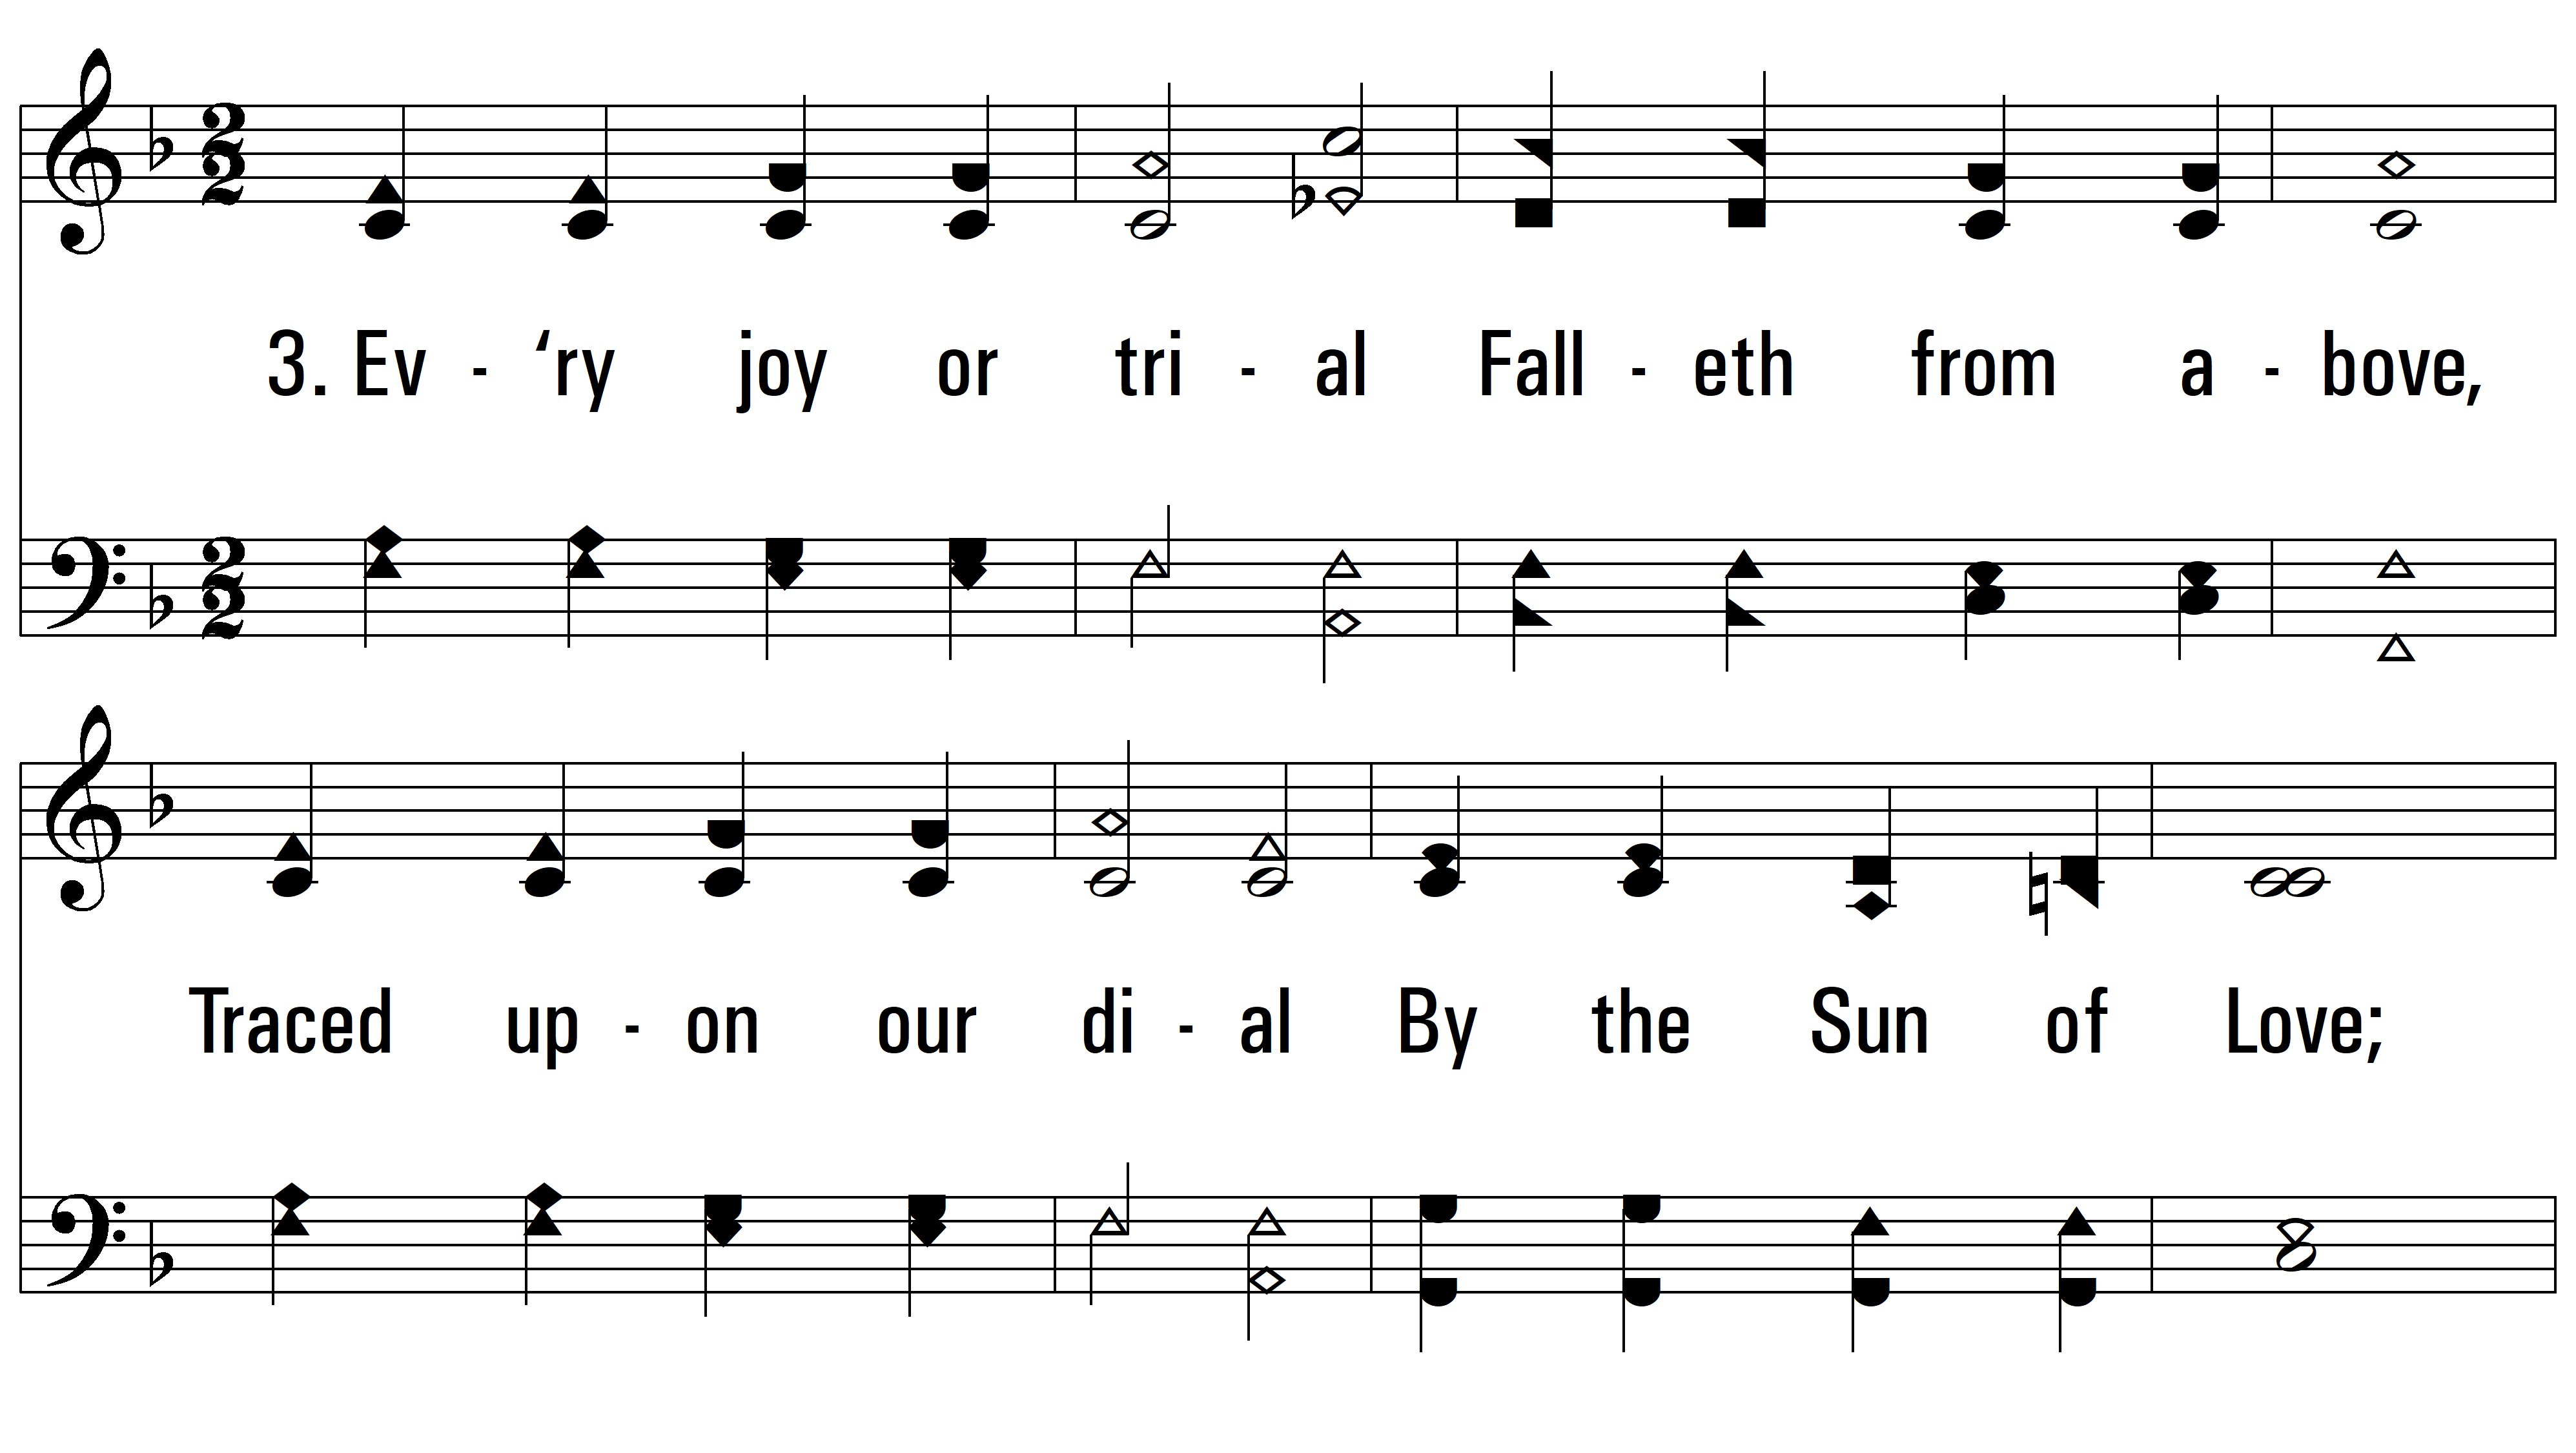 3. Ev - ‘ry joy or tri - al Fall - eth from a - bove,
Traced up - on our di - al By the Sun of Love;